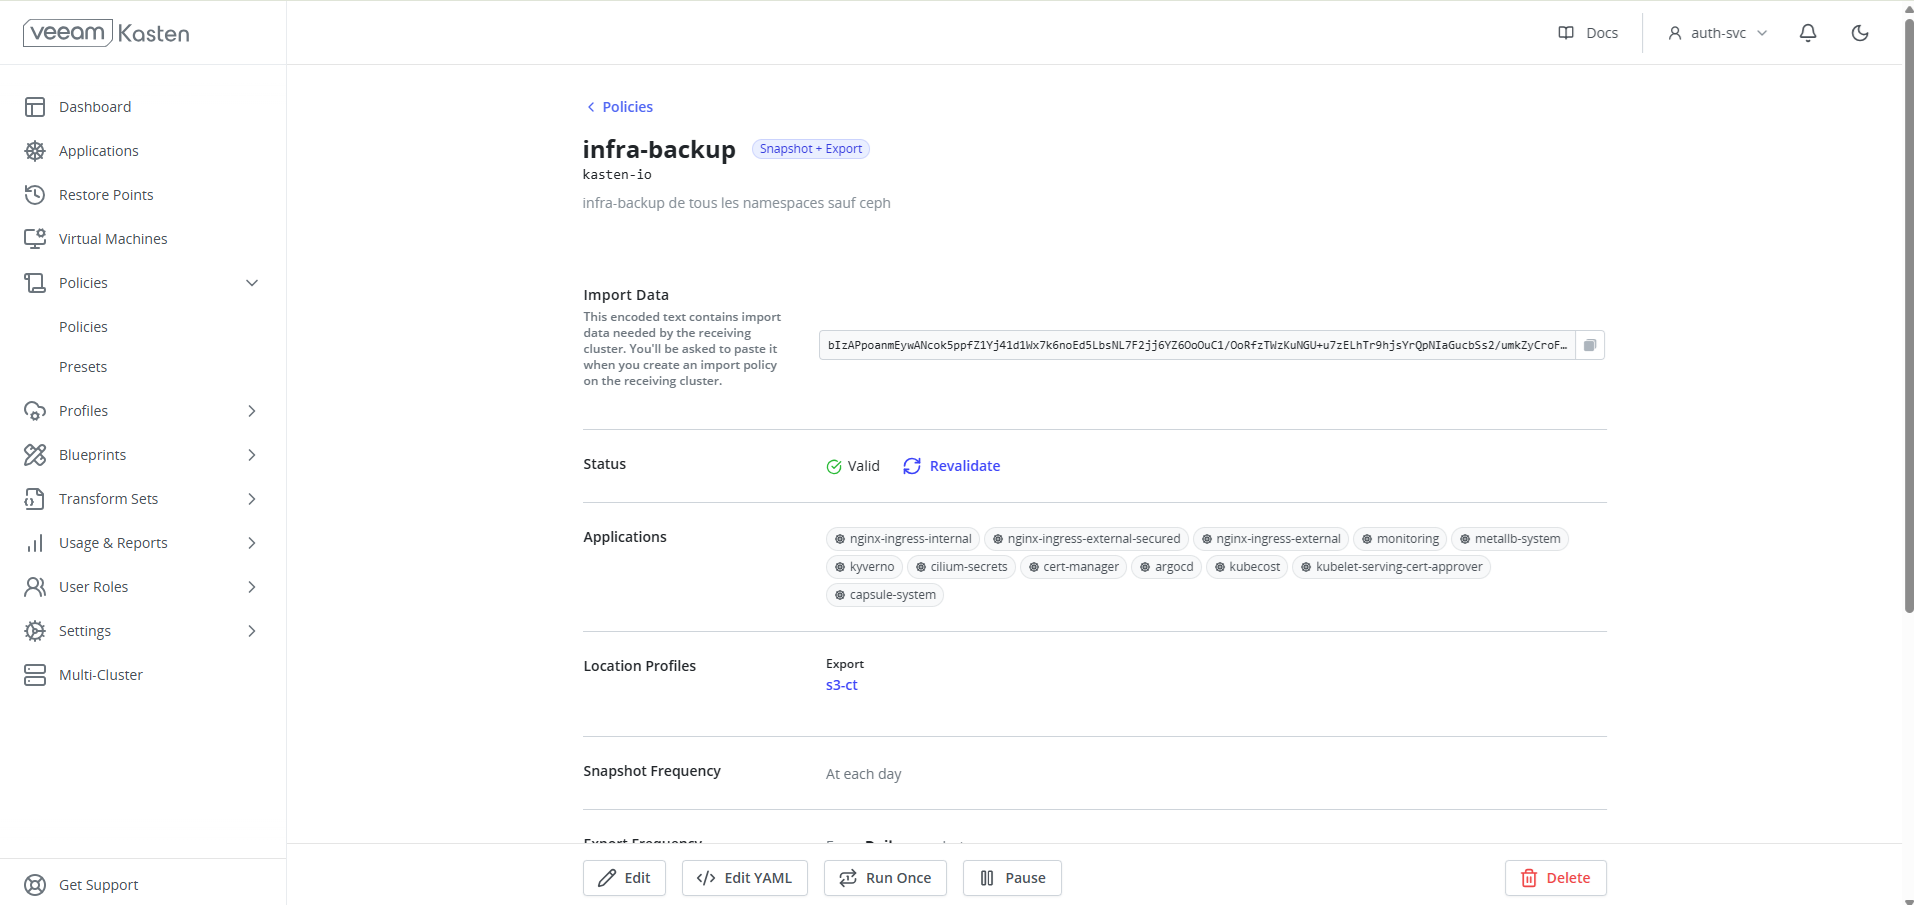 veeam Kasten
Docs
auth-svc
Dashboard
Applications
Restore Points
Virtual Machines
Policies
Policies
Presets
Profiles
Blueprints
Transform Sets
Usage & Reports
User Roles
Settings
Multi-Cluster
Get Support
Policies
infra-backup Snapshot + Export
kasten-io
infra-backup de tous les namespaces sauf ceph
Import Data
This encoded text contains import
data needed by the receiving
cluster. You'll be asked to paste it
when you create an import policy
on the receiving cluster.
bIzAPpoanmEywANcok5ppfZ1Yj41d1Wx7k6noEd5LbsNL7F2jj6YZ6OoOuC1/OoRfzTWzKuNGU+u7zELhTr9hjsYrQpNIaGucbSs2/umkZyCroF…
Status Valid Revalidate
Applications nginx-ingress-internal nginx-ingress-external-secured nginx-ingress-external monitoring metallb-system
kyverno cilium-secrets cert-manager argocd kubecost kubelet-serving-cert-approver
capsule-system
Location Profiles Export
s3-ct
Snapshot Frequency At each day
Export Frequency
Edit Edit YAML Run Once Pause Delete